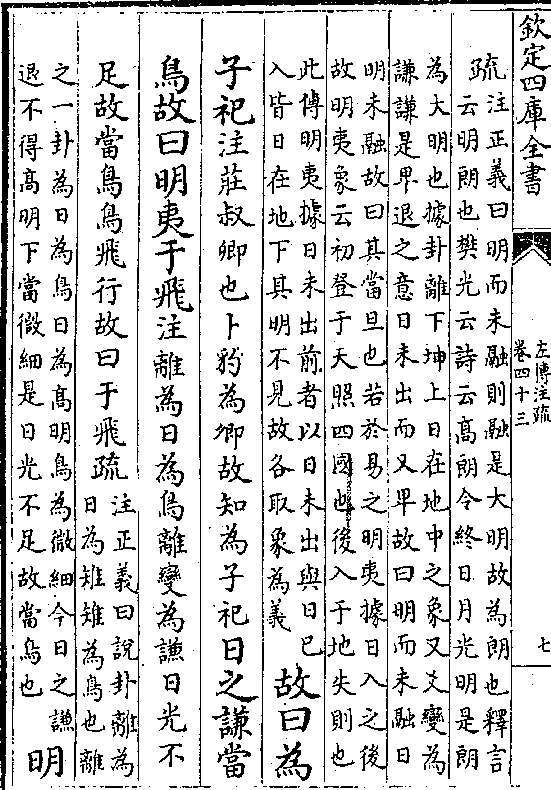 欽定四庫全書
左傳注疏
卷四十三
七
疏
注正義曰明而未融則融是大明故為朗也釋言
云明朗也樊光云詩云高朗令終日月光明是朗
為大明也據卦離下坤上日在地中之象又爻變為
謙謙是卑退之意日未出而又卑故曰明而未融日
明未融故曰其當旦也若於易之明夷據日入之後
故明夷象云初登于天照四國也後入于地失則也
此傳明夷據日未出前者以日未出與日已
入皆日在地下其明不見故各取象為義
故曰為
子祀注莊叔卿也卜豹為卿故知為子祀日之謙當
鳥故曰明夷于飛注離為日為鳥離變為謙日光不
足故當鳥鳥飛行故曰于飛疏
注正義曰說卦離為
日為雉雉為鳥也離
之一卦為日為鳥日為高明鳥為微細今日之謙
退不得高明下當微細是日光不足故當鳥也
明